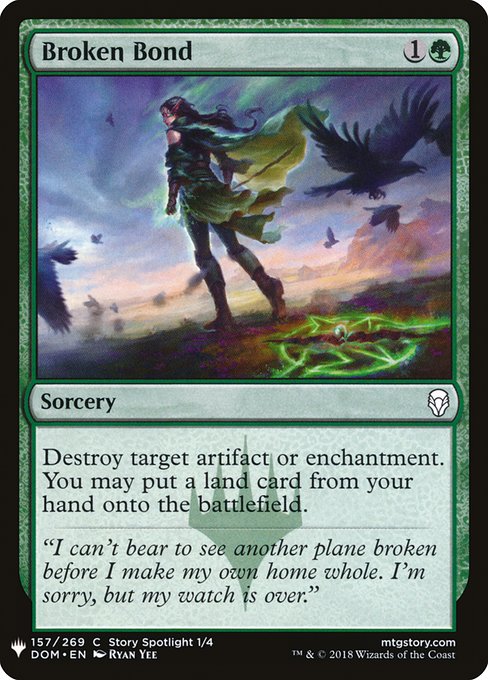 Broken Bond 1
Sorcery
Destroy target artifact or enchantment.
You may put a land card from your
hand onto the battlefield.
“I can’t bear to see another plane broken
before I make my own home whole. I’m
sorry, but my watch is over.”
157/269 C Story Spotlight 1/4 mtgstory.com
DOM • EN Ryan Yee ™ & © 2018 Wizards of the Coast